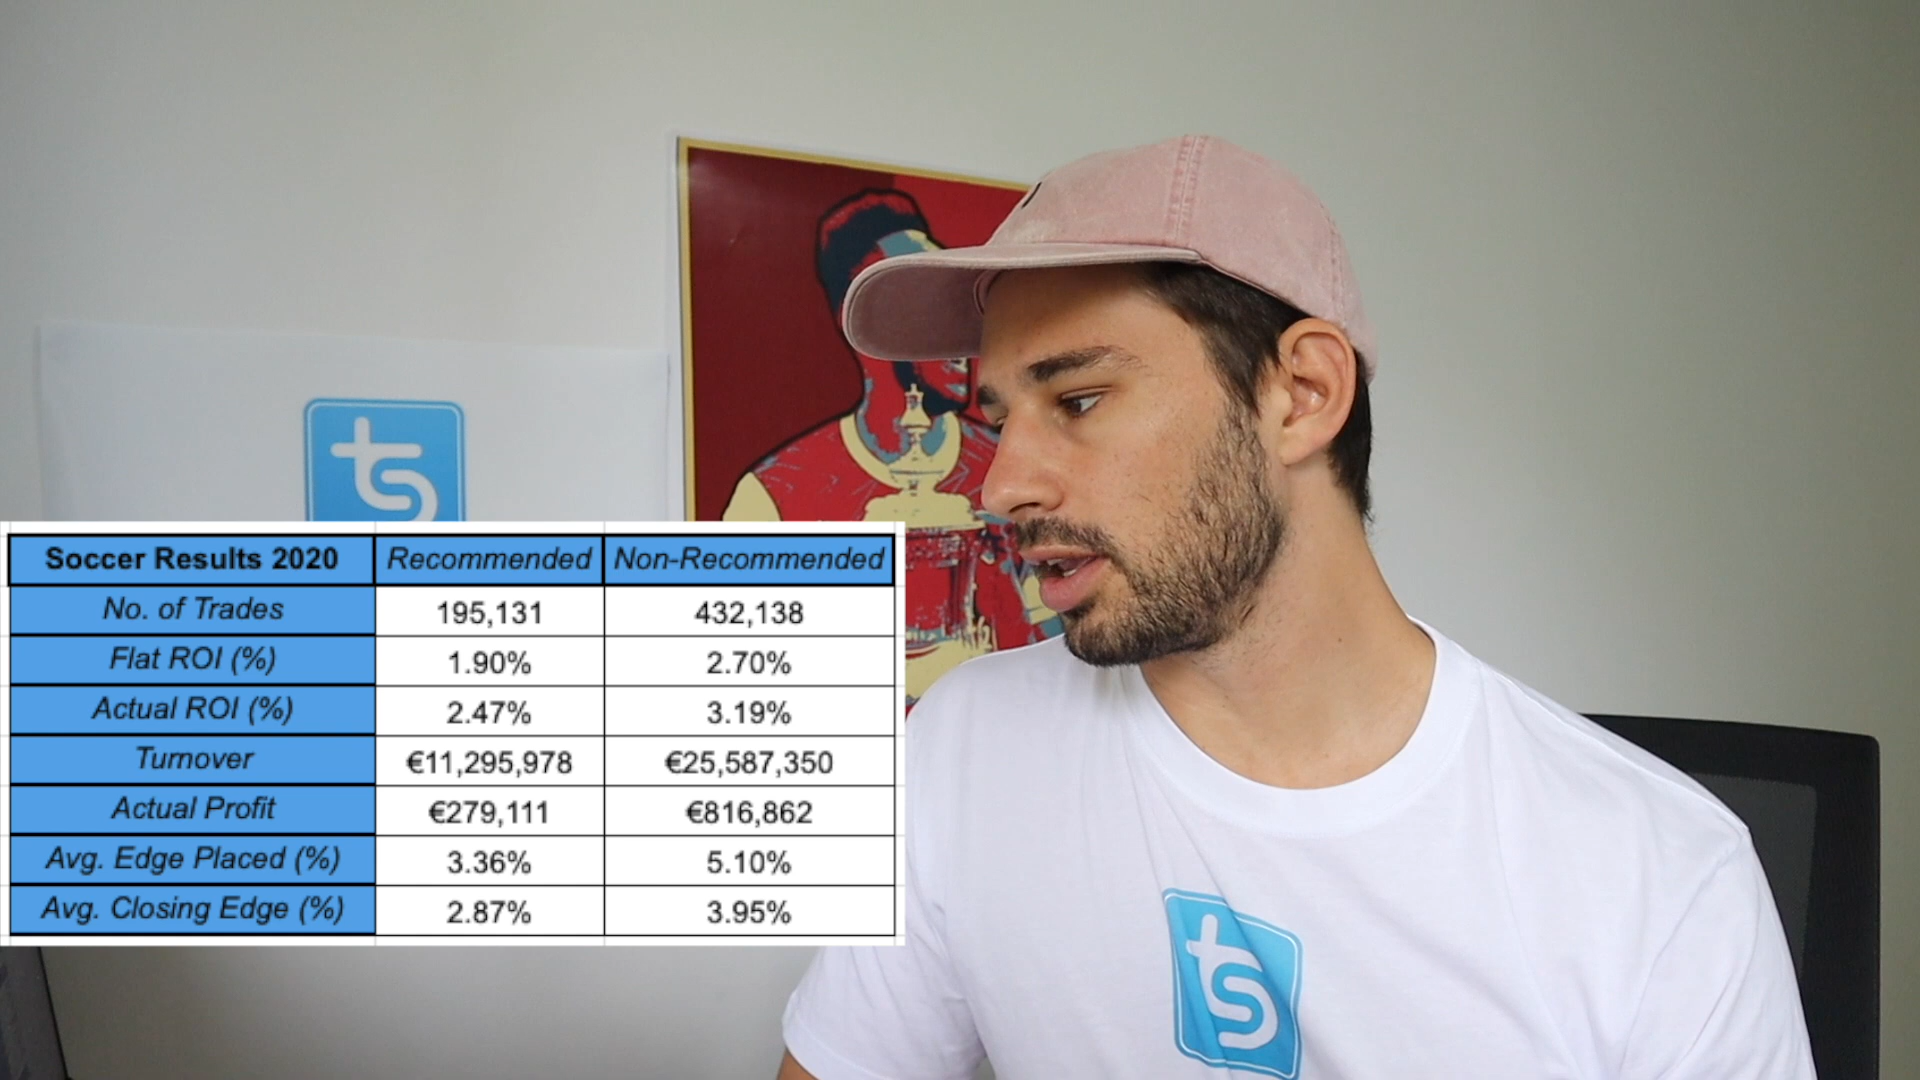 ts
Soccer Results 2020 Recommended Non-Recommended
No. of Trades 195,131 432,138
Flat ROI (%) 1.90% 2.70%
Actual ROI (%) 2.47% 3.19%
Turnover €11,295,978 €25,587,350
Actual Profit €279,111 €816,862
Avg. Edge Placed (%) 3.36% 5.10%
Avg. Closing Edge (%) 2.87% 3.95%
ts